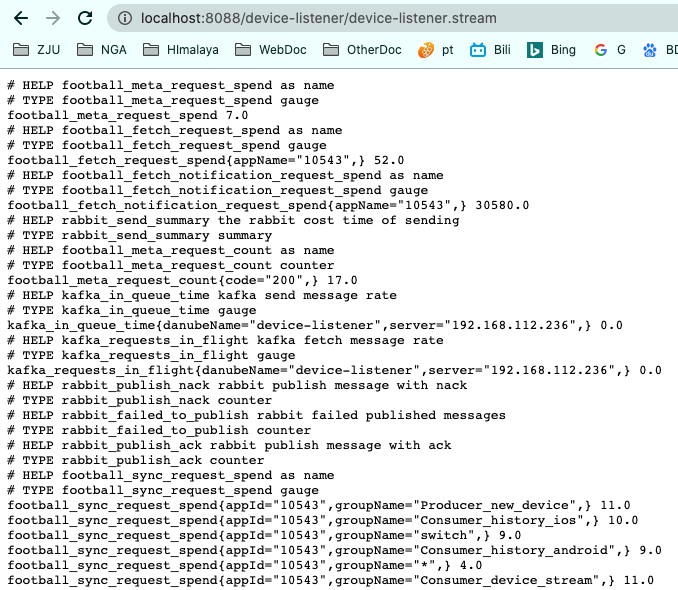 localhost:8088/device-listener/device-listener.stream
ZJU NGA HImalaya WebDoc OtherDoc pt Bili Bing G BD
# HELP football_meta_request_spend as name
# TYPE football_meta_request_spend gauge
football_meta_request_spend 7.0
# HELP football_fetch_request_spend as name
# TYPE football_fetch_request_spend gauge
football_fetch_request_spend{appName="10543",} 52.0
# HELP football_fetch_notification_request_spend as name
# TYPE football_fetch_notification_request_spend gauge
football_fetch_notification_request_spend{appName="10543",} 30580.0
# HELP rabbit_send_summary the rabbit cost time of sending
# TYPE rabbit_send_summary summary
# HELP football_meta_request_count as name
# TYPE football_meta_request_count counter
football_meta_request_count{code="200",} 17.0
# HELP kafka_in_queue_time kafka send message rate
# TYPE kafka_in_queue_time gauge
kafka_in_queue_time{danubeName="device-listener",server="192.168.112.236",} 0.0
# HELP kafka_requests_in_flight kafka fetch message rate
# TYPE kafka_requests_in_flight gauge
kafka_requests_in_flight{danubeName="device-listener",server="192.168.112.236",} 0.0
# HELP rabbit_publish_nack rabbit publish message with nack
# TYPE rabbit_publish_nack counter
# HELP rabbit_failed_to_publish rabbit failed published messages
# TYPE rabbit_failed_to_publish counter
# HELP rabbit_publish_ack rabbit publish message with ack
# TYPE rabbit_publish_ack counter
# HELP football_sync_request_spend as name
# TYPE football_sync_request_spend gauge
football_sync_request_spend{appId="10543",groupName="Producer_new_device",} 11.0
football_sync_request_spend{appId="10543",groupName="Consumer_history_ios",} 10.0
football_sync_request_spend{appId="10543",groupName="switch",} 9.0
football_sync_request_spend{appId="10543",groupName="Consumer_history_android",} 9.0
football_sync_request_spend{appId="10543",groupName="*",} 4.0
football_sync_request_spend{appId="10543",groupName="Consumer_device_stream",} 11.0